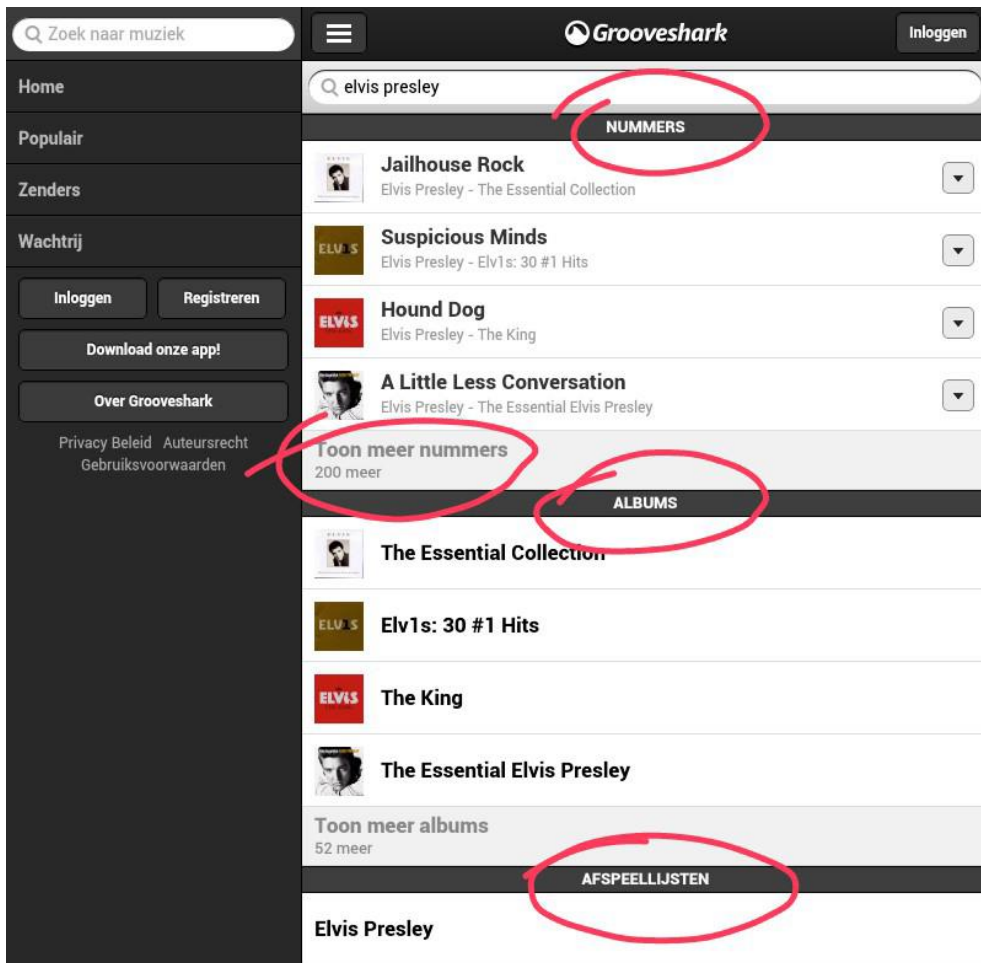 Zoek naar muziek
Home
Populair
Zenders
Wachtrij
Inloggen
Registreren
Download onze app!
Over Grooveshark
Privacy Beleid Auteursrecht
Gebruiksvoorwaarden
Grooveshark
Inloggen
elvis presley
NUMMERS
Jailhouse Rock
Elvis Presley - The Essential Collection
ELV1S
Suspicious Minds
Elvis Presley - Elv1s: 30 #1 Hits
ELVIS
Hound Dog
Elvis Presley - The King
A Little Less Conversation
Elvis Presley - The Essential Elvis Presley
Toon meer nummers
200 meer
ALBUMS
The Essential Collection
ELV1S
Elv1s: 30 #1 Hits
ELVIS
The King
The Essential Elvis Presley
Toon meer albums
52 meer
AFSPEELLIJSTEN
Elvis Presley